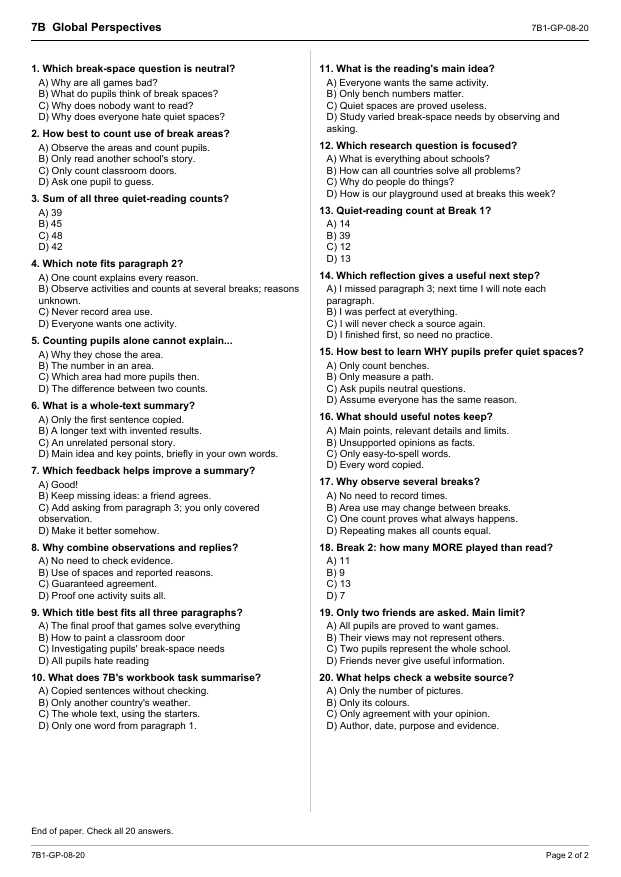 7B Global Perspectives
7B1-GP-08-20
1. Which break-space question is neutral?
A) Why are all games bad?
B) What do pupils think of break spaces?
C) Why does nobody want to read?
D) Why does everyone hate quiet spaces?
2. How best to count use of break areas?
A) Observe the areas and count pupils.
B) Only read another school's story.
C) Only count classroom doors.
D) Ask one pupil to guess.
3. Sum of all three quiet-reading counts?
A) 39
B) 45
C) 48
D) 42
4. Which note fits paragraph 2?
A) One count explains every reason.
B) Observe activities and counts at several breaks; reasons
unknown.
C) Never record area use.
D) Everyone wants one activity.
5. Counting pupils alone cannot explain...
A) Why they chose the area.
B) The number in an area.
C) Which area had more pupils then.
D) The difference between two counts.
6. What is a whole-text summary?
A) Only the first sentence copied.
B) A longer text with invented results.
C) An unrelated personal story.
D) Main idea and key points, briefly in your own words.
7. Which feedback helps improve a summary?
A) Good!
B) Keep missing ideas: a friend agrees.
C) Add asking from paragraph 3; you only covered
observation.
D) Make it better somehow.
8. Why combine observations and replies?
A) No need to check evidence.
B) Use of spaces and reported reasons.
C) Guaranteed agreement.
D) Proof one activity suits all.
9. Which title best fits all three paragraphs?
A) The final proof that games solve everything
B) How to paint a classroom door
C) Investigating pupils' break-space needs
D) All pupils hate reading
10. What does 7B's workbook task summarise?
A) Copied sentences without checking.
B) Only another country's weather.
C) The whole text, using the starters.
D) Only one word from paragraph 1.
11. What is the reading's main idea?
A) Everyone wants the same activity.
B) Only bench numbers matter.
C) Quiet spaces are proved useless.
D) Study varied break-space needs by observing and
asking.
12. Which research question is focused?
A) What is everything about schools?
B) How can all countries solve all problems?
C) Why do people do things?
D) How is our playground used at breaks this week?
13. Quiet-reading count at Break 1?
A) 14
B) 39
C) 12
D) 13
14. Which reflection gives a useful next step?
A) I missed paragraph 3; next time I will note each
paragraph.
B) I was perfect at everything.
C) I will never check a source again.
D) I finished first, so need no practice.
15. How best to learn WHY pupils prefer quiet spaces?
A) Only count benches.
B) Only measure a path.
C) Ask pupils neutral questions.
D) Assume everyone has the same reason.
16. What should useful notes keep?
A) Main points, relevant details and limits.
B) Unsupported opinions as facts.
C) Only easy-to-spell words.
D) Every word copied.
17. Why observe several breaks?
A) No need to record times.
B) Area use may change between breaks.
C) One count proves what always happens.
D) Repeating makes all counts equal.
18. Break 2: how many MORE played than read?
A) 11
B) 9
C) 13
D) 7
19. Only two friends are asked. Main limit?
A) All pupils are proved to want games.
B) Their views may not represent others.
C) Two pupils represent the whole school.
D) Friends never give useful information.
20. What helps check a website source?
A) Only the number of pictures.
B) Only its colours.
C) Only agreement with your opinion.
D) Author, date, purpose and evidence.
End of paper. Check all 20 answers.
7B1-GP-08-20
Page 2 of 2